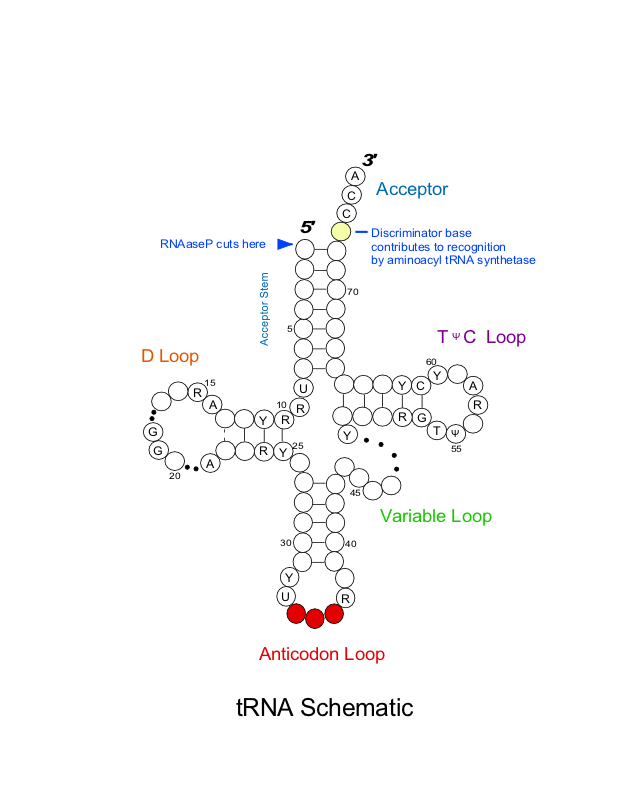 3'
A
C
Acceptor
C
5'
Discriminator base
contributes to recognition
by aminoacyl tRNA synthetase
RNAaseP cuts here
70
Acceptor Stem
5
T Ψ C Loop
D Loop
60
15
Y
U
Y C
A
R
10
R
A
R
Y R
R G
T
Ψ
55
Y
G
G
20
A
R Y
25
45
Variable Loop
30
40
Y
U
R
Anticodon Loop
tRNA Schematic